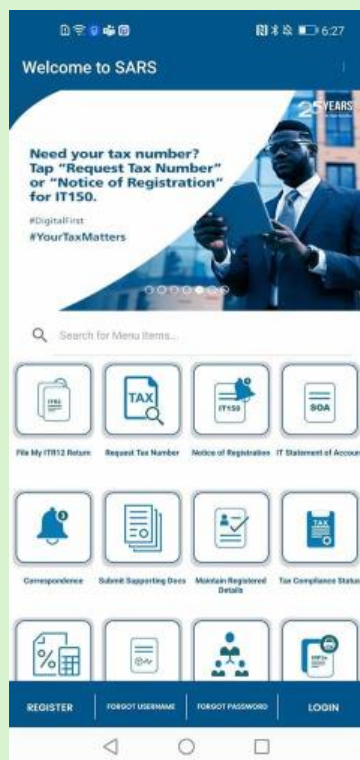 6:27
Welcome to SARS
25 YEARS
Need your tax number?
Tap "Request Tax Number"
or "Notice of Registration"
for IT150.
#DigitalFirst
#YourTaxMatters
Search for Menu Items...
TAX
IT150
SOA
File My ITR12 Return
Request Tax Number
Notice of Registration
IT Statement of Accoun
TAX
Correspondence
Submit Supporting Docs
Maintain Registered
Details
Tax Compliance Status
%
REGISTER
FORGOT USERNAME
FORGOT PASSWORD
LOGIN